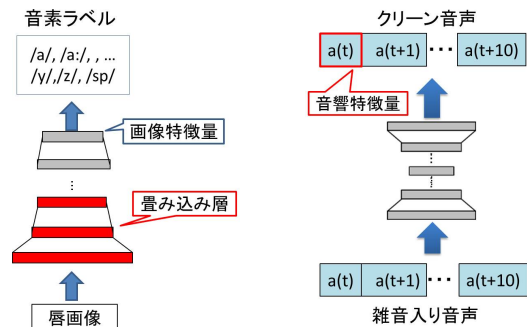 音素ラベル
/a/, /a:/, , …
/y/,/z/, /sp/
画像特徴量
⋮
畳み込み層
唇画像
クリーン音声
a(t) a(t+1) ⋯ a(t+10)
音響特徴量
⋮
⋮
a(t) a(t+1) ⋯ a(t+10)
雑音入り音声